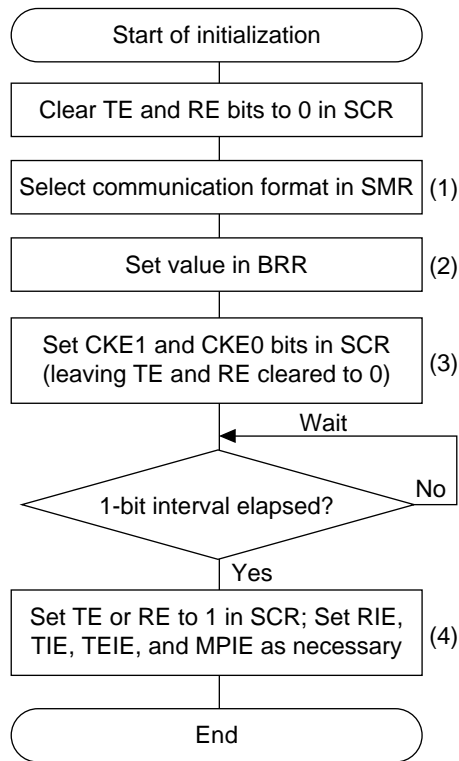 Start of initialization
Clear TE and RE bits to 0 in SCR
Select communication format in SMR
(1)
Set value in BRR
(2)
Set CKE1 and CKE0 bits in SCR
(leaving TE and RE cleared to 0)
(3)
Wait
1-bit interval elapsed?
No
Yes
Set TE or RE to 1 in SCR; Set RIE,
TIE, TEIE, and MPIE as necessary
(4)
End